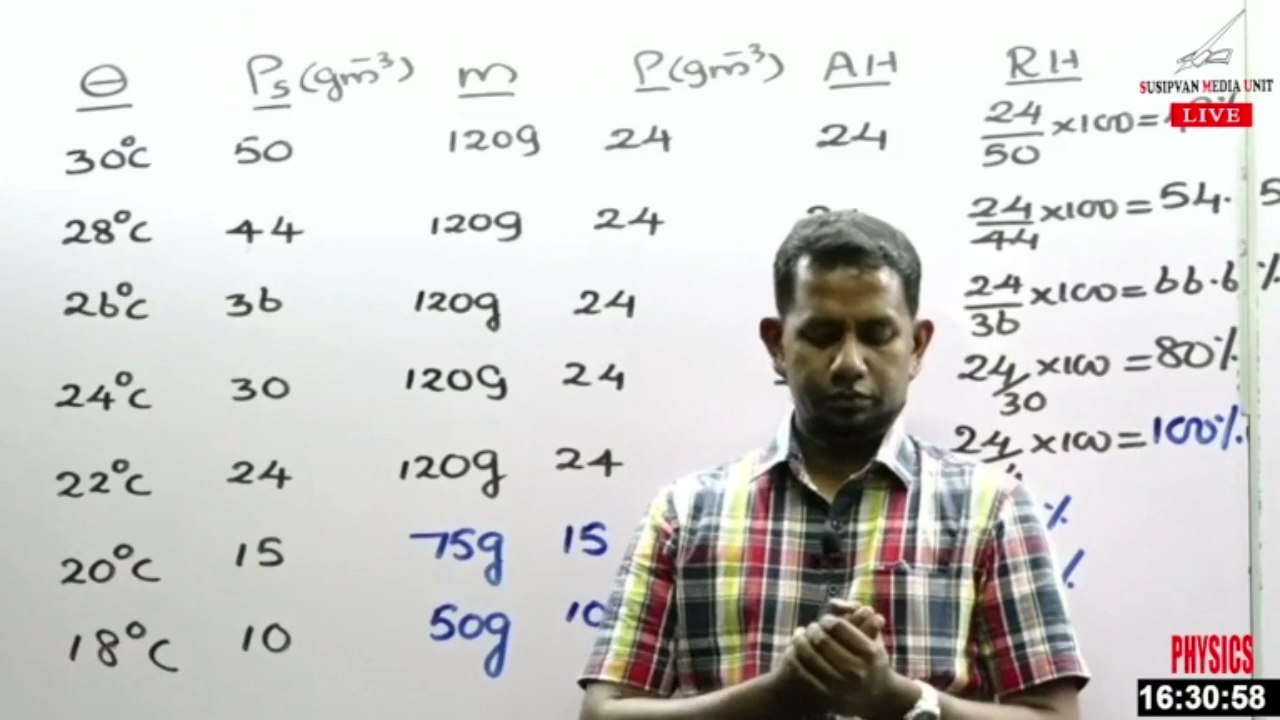 θ Ps(gm⁻³) m P(gm⁻³) AH RH
30°c 50 120g 24 24 24/50 ×100=
28°c 44 120g 24 24/44 ×100 = 54.
26°c 36 120g 24 24/36 ×100= 66.6%
24°c 30 120g 24 24/30 ×100 = 80%
22°c 24 120g 24 24/ ×100 = 100%
20°c 15 75g 15 %
18°c 10 50g 10 %
SUSIPVAN MEDIA UNIT
LIVE
PHYSICS
16:30:58